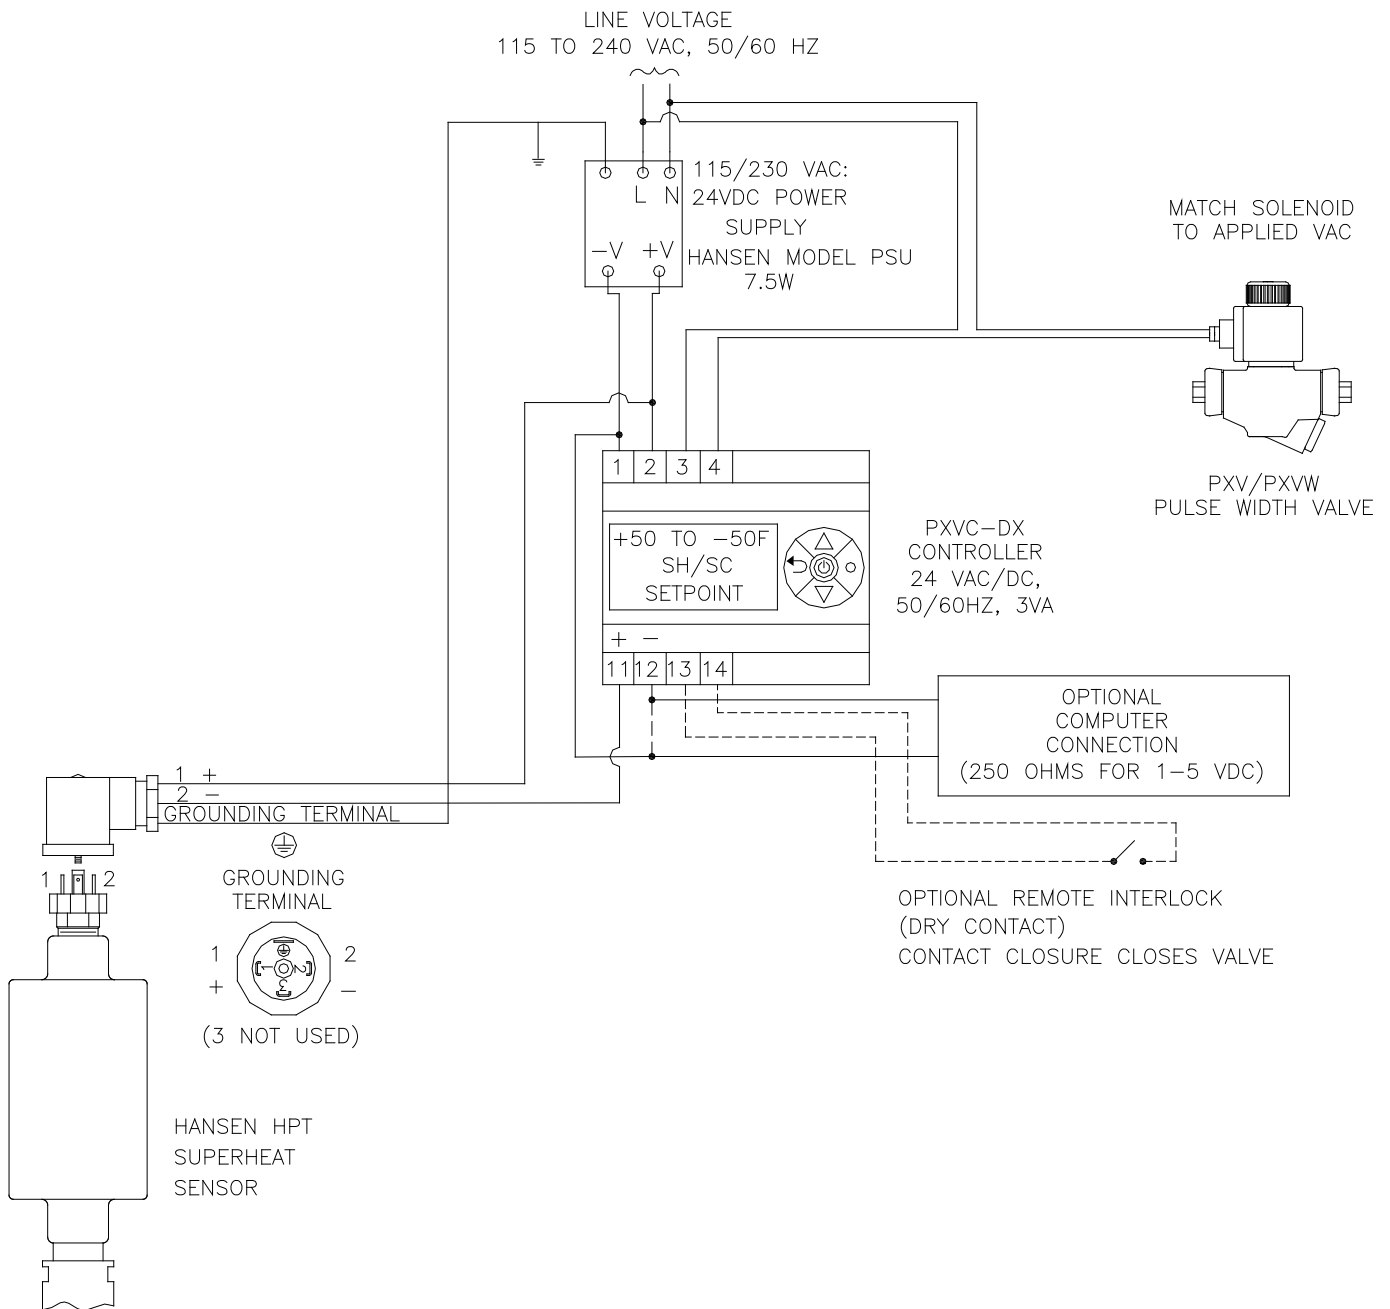 LINE VOLTAGE
115 TO 240 VAC, 50/60 HZ
115/230 VAC:
L N
24VDC POWER
SUPPLY
−V +V
HANSEN MODEL PSU
7.5W
MATCH SOLENOID
TO APPLIED VAC
PXV/PXVW
PULSE WIDTH VALVE
1 2 3 4
+50 TO −50F
SH/SC
SETPOINT
PXVC−DX
CONTROLLER
24 VAC/DC,
50/60HZ, 3VA
+ −
11 12 13 14
OPTIONAL
COMPUTER
CONNECTION
(250 OHMS FOR 1−5 VDC)
1 +
2 −
GROUNDING TERMINAL
1 2
GROUNDING
TERMINAL
1 2
1 2
3
+ −
(3 NOT USED)
OPTIONAL REMOTE INTERLOCK
(DRY CONTACT)
CONTACT CLOSURE CLOSES VALVE
HANSEN HPT
SUPERHEAT
SENSOR